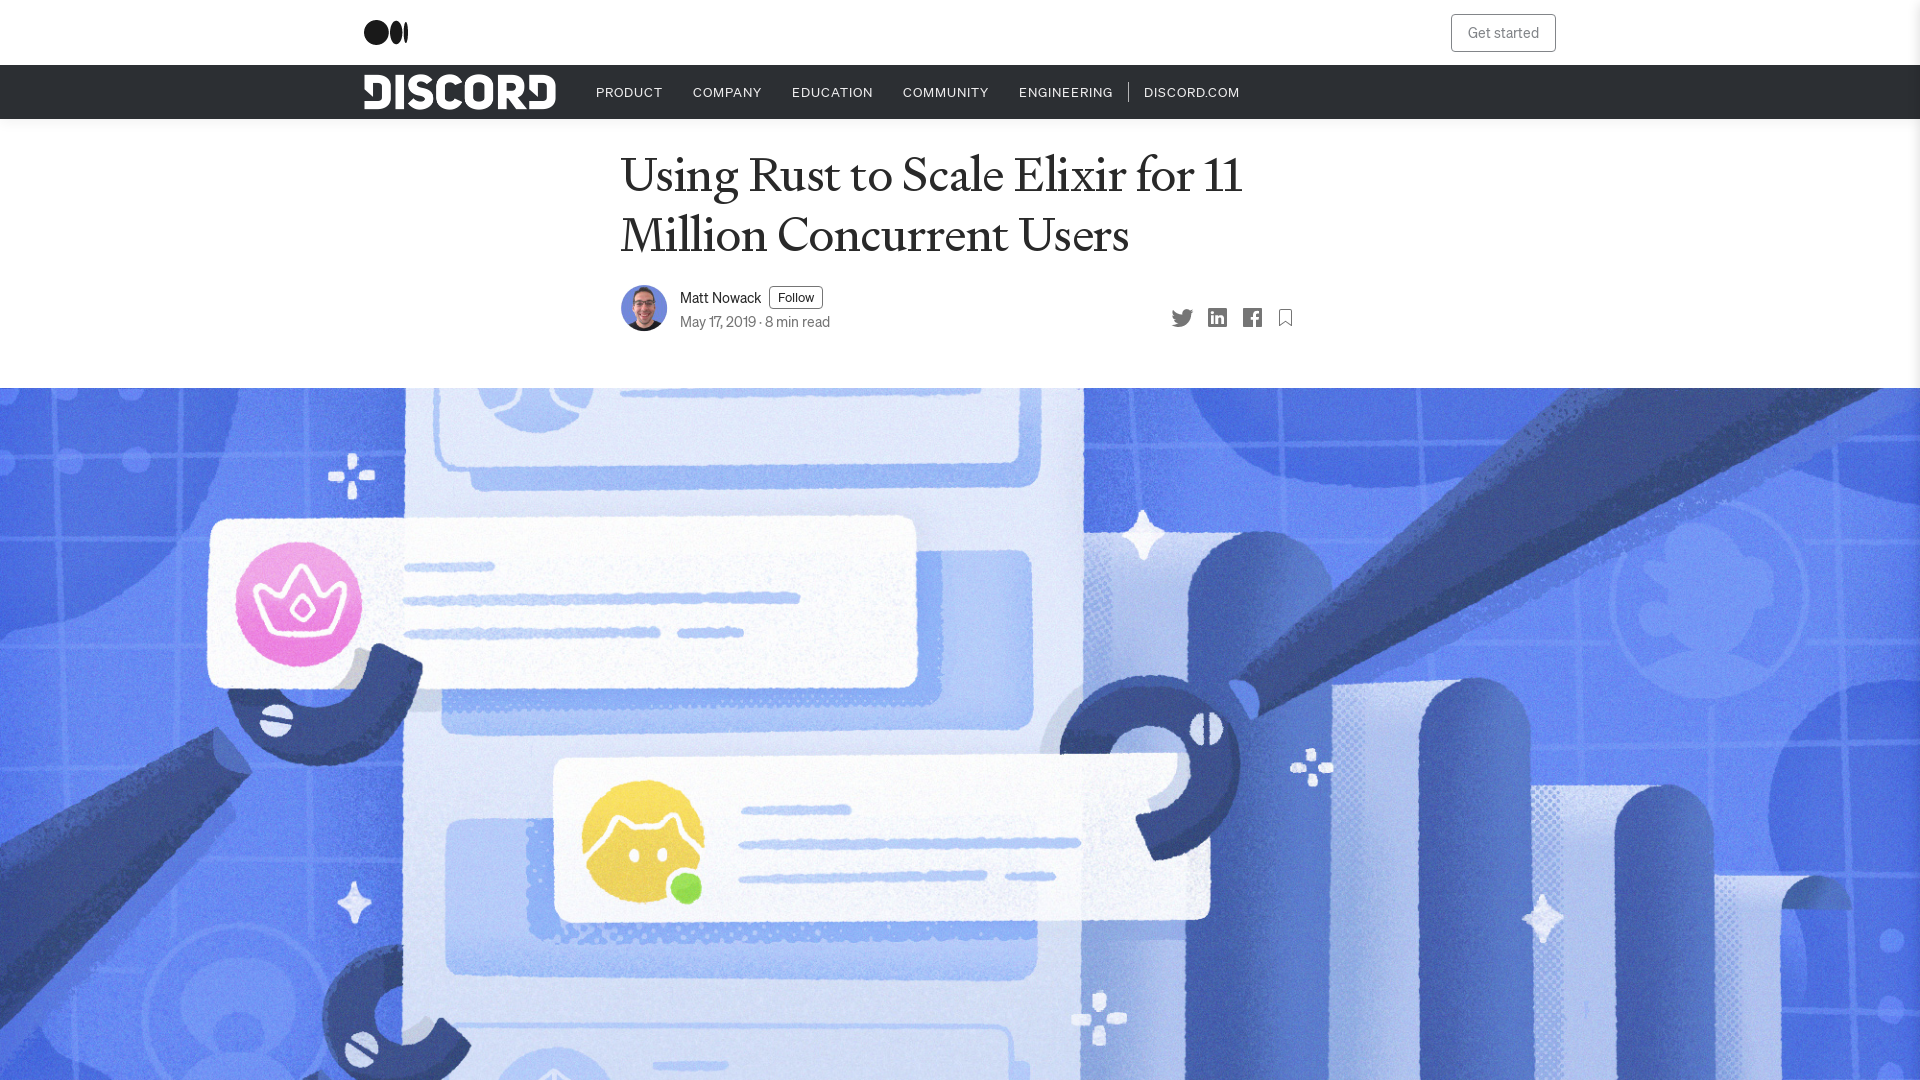 Get started
DISCORD
PRODUCT
COMPANY
EDUCATION
COMMUNITY
ENGINEERING
DISCORD.COM
Using Rust to Scale Elixir for 11
Million Concurrent Users
Matt Nowack
Follow
May 17, 2019 · 8 min read